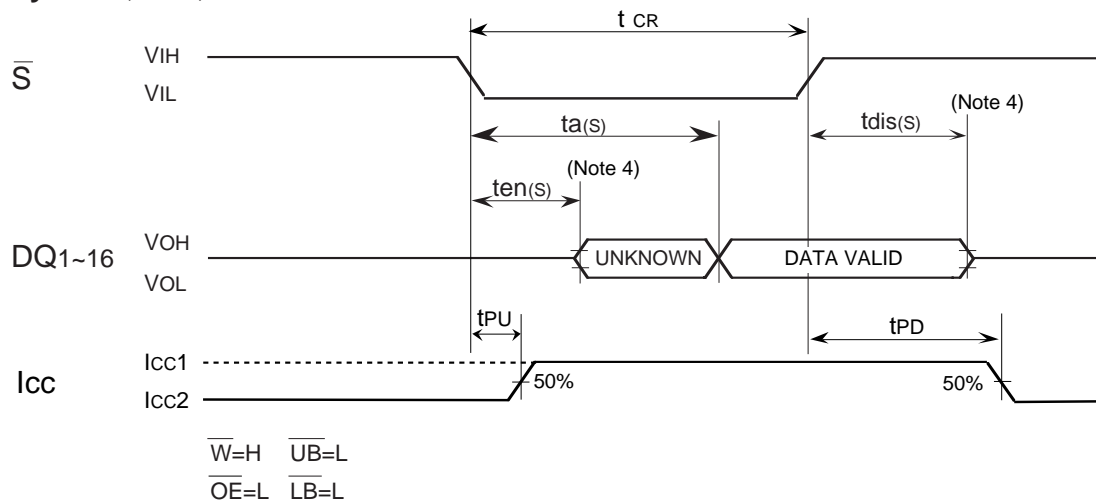 t CR
VIH
S
VIL
(Note 4)
ta(S)
tdis(S)
(Note 4)
ten(S)
VOH
DQ1~16
UNKNOWN
DATA VALID
VOL
tPU
tPD
Icc1
Icc
50%
50%
Icc2
W=H UB=L
OE=L LB=L